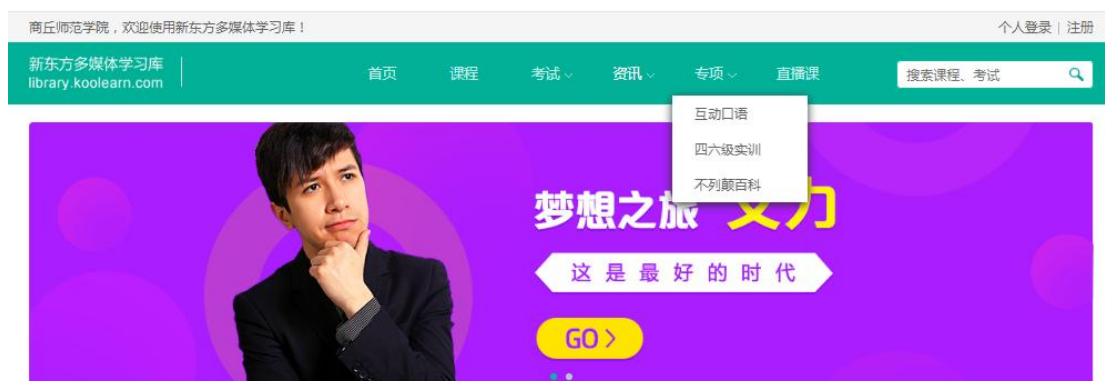 商丘师范学院，欢迎使用新东方多媒体学习库！
个人登录 | 注册
新东方多媒体学习库
library.koolearn.com
首页 课程 考试 资讯 专项 直播课
搜索课程、考试
互动口语
四六级实训
不列颠百科
梦想之旅 艾力
这是最好的时代
GO >